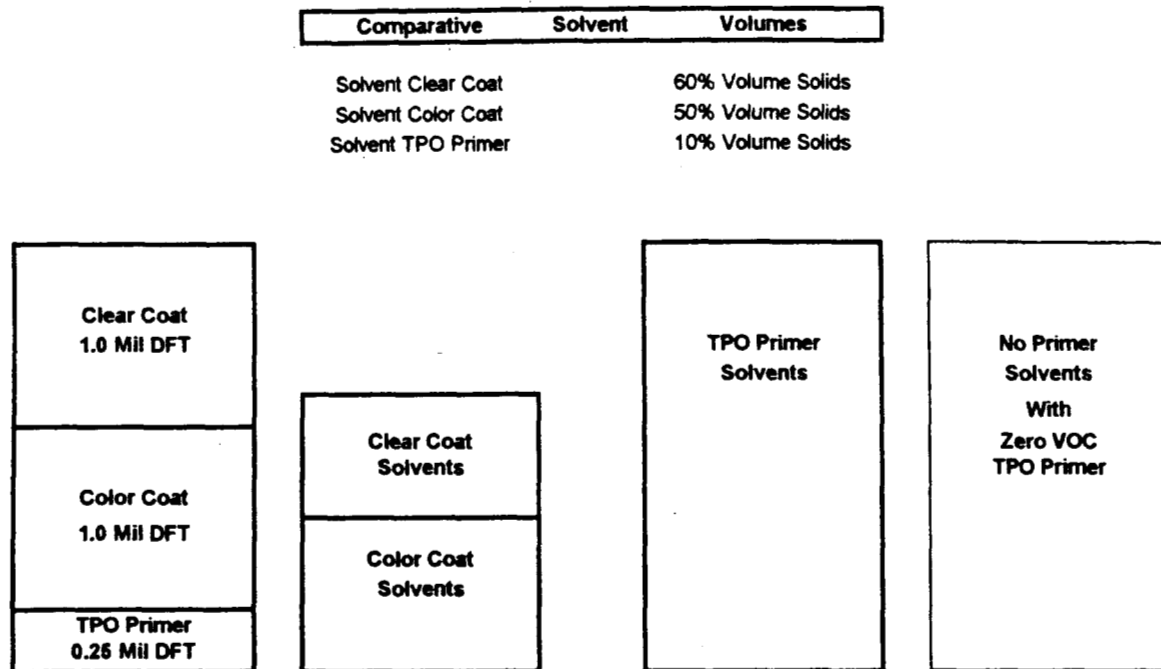 Comparative Solvent Volumes
Solvent Clear Coat 60% Volume Solids
Solvent Color Coat 50% Volume Solids
Solvent TPO Primer 10% Volume Solids
Clear Coat
1.0 Mil DFT
Color Coat
1.0 Mil DFT
TPO Primer
0.25 Mil DFT
Clear Coat
Solvents
Color Coat
Solvents
TPO Primer
Solvents
No Primer
Solvents
With
Zero VOC
TPO Primer